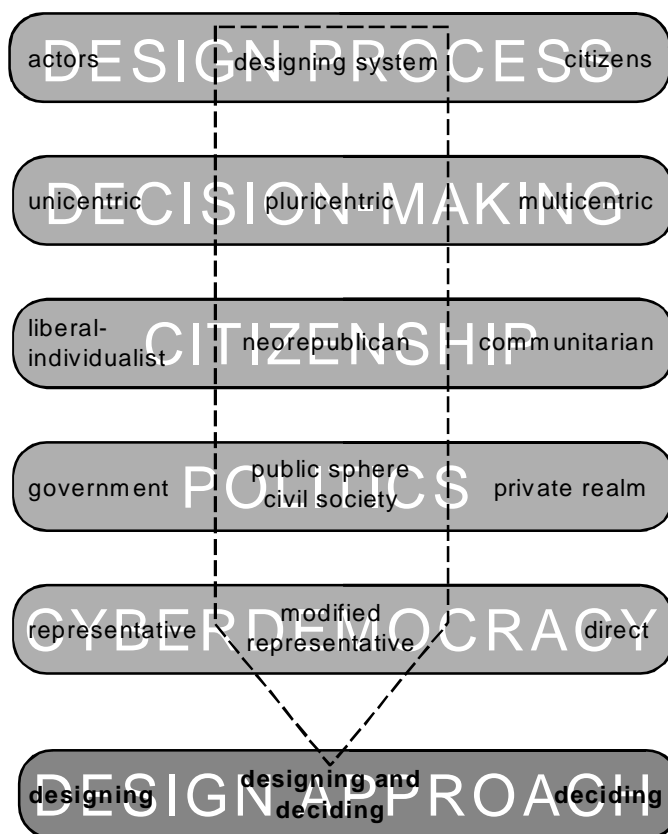 DESIGN PROCESS
actors designing system citizens
DECISION-MAKING
unicentric pluricentric multicentric
CITIZENSHIP
liberal-
individualist neorepublican communitarian
POLITICS
public sphere
government civil society private realm
CYBERDEMOCRACY
modified
representative representative direct
DESIGN APPROACH
designing and
designing deciding deciding